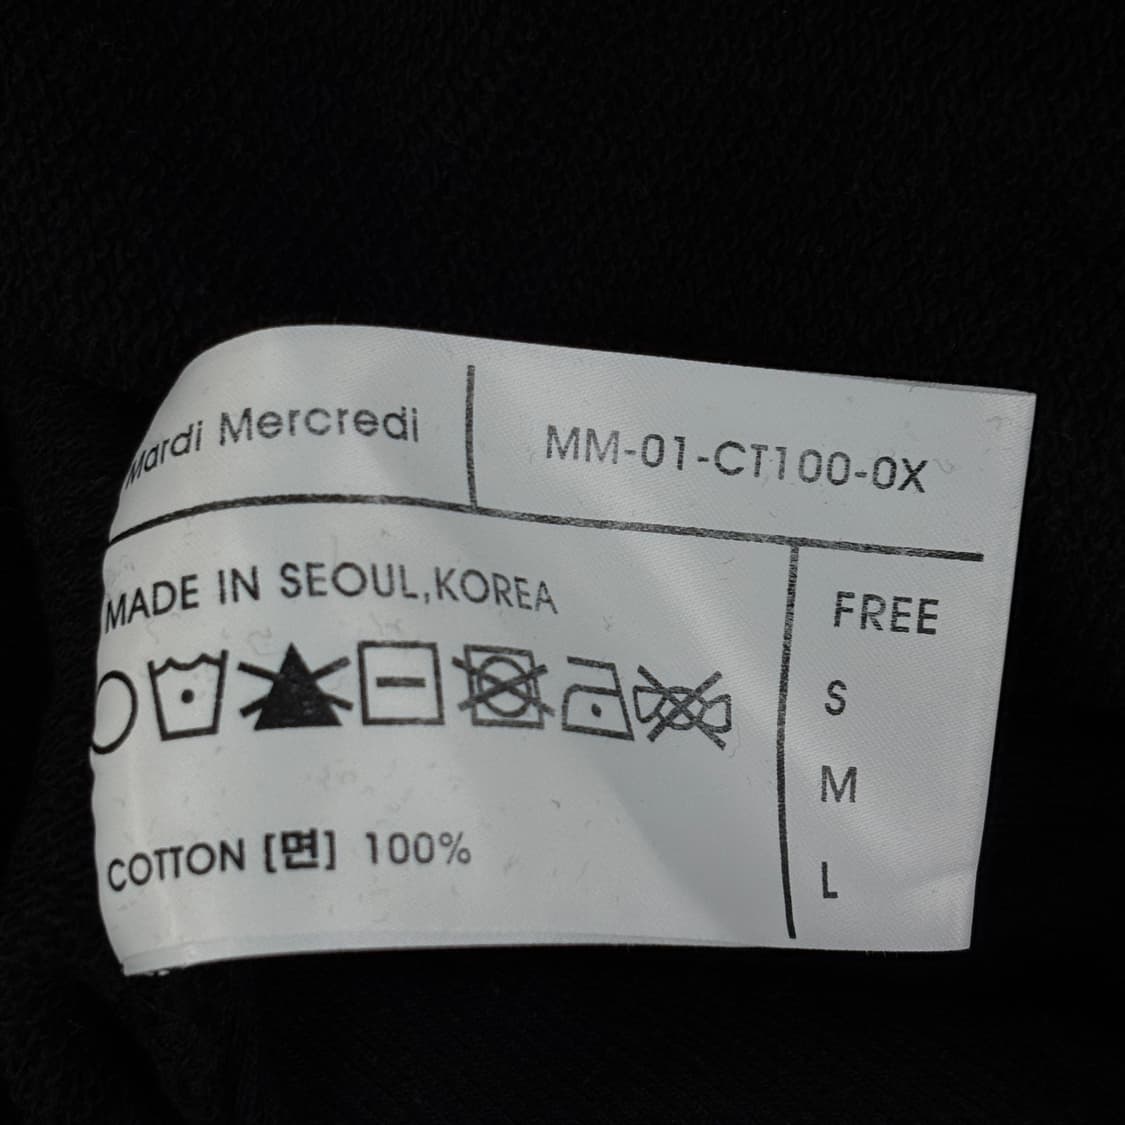 Mardi Mercredi
MM-01-CT100-0X
MADE IN SEOUL,KOREA
COTTON [면] 100%
FREE
S
M
L